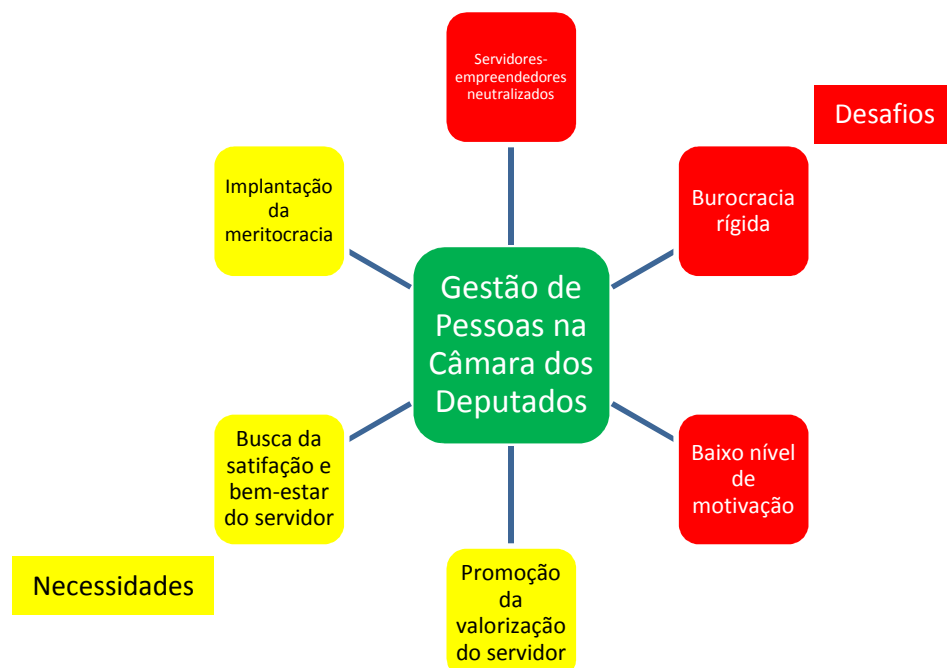 Servidores-
empreendedores
neutralizados
Desafios
Implantação
da
meritocracia
Burocracia
rígida
Gestão de
Pessoas na
Câmara dos
Deputados
Busca da
satifação e
bem-estar
do servidor
Baixo nível
de
motivação
Necessidades
Promoção
da
valorização
do servidor